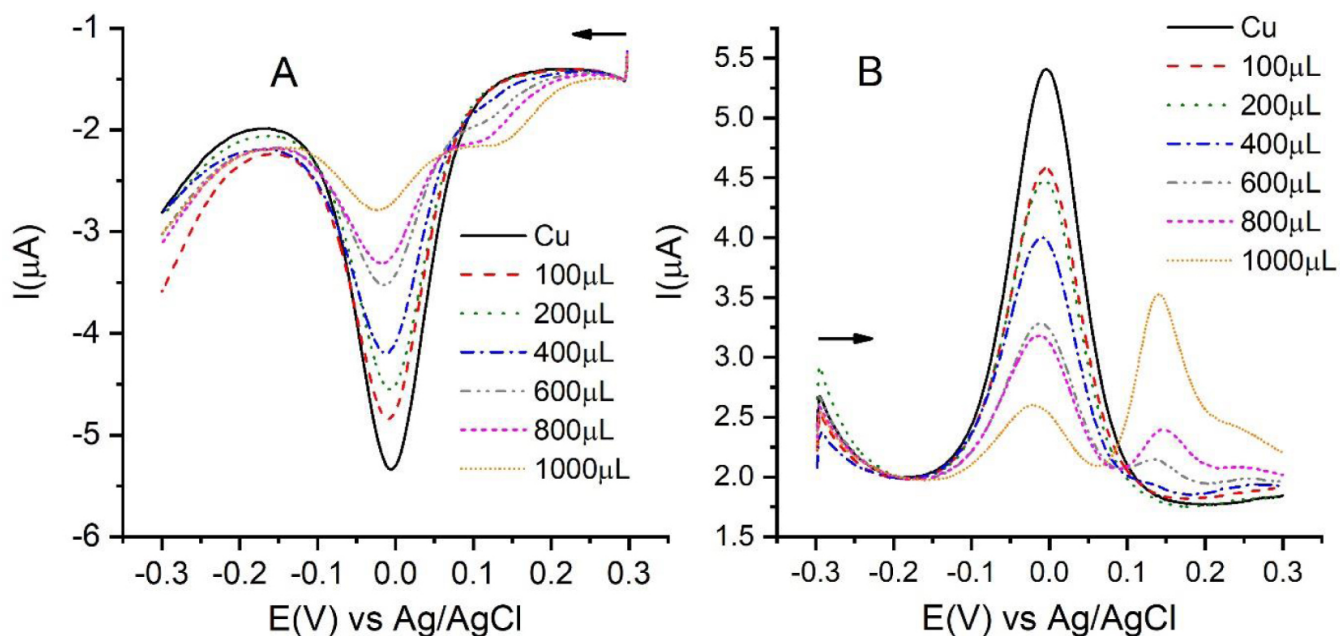 A
-1
-2
-3
-4
-5
-6
I(µA)
-0.3
-0.2
-0.1
0.0
0.1
0.2
0.3
E(V) vs Ag/AgCl
Cu
100µL
200µL
400µL
600µL
800µL
1000µL
B
5.5
5.0
4.5
4.0
3.5
3.0
2.5
2.0
1.5
I(µA)
-0.3
-0.2
-0.1
0.0
0.1
0.2
0.3
E(V) vs Ag/AgCl
Cu
100µL
200µL
400µL
600µL
800µL
1000µL